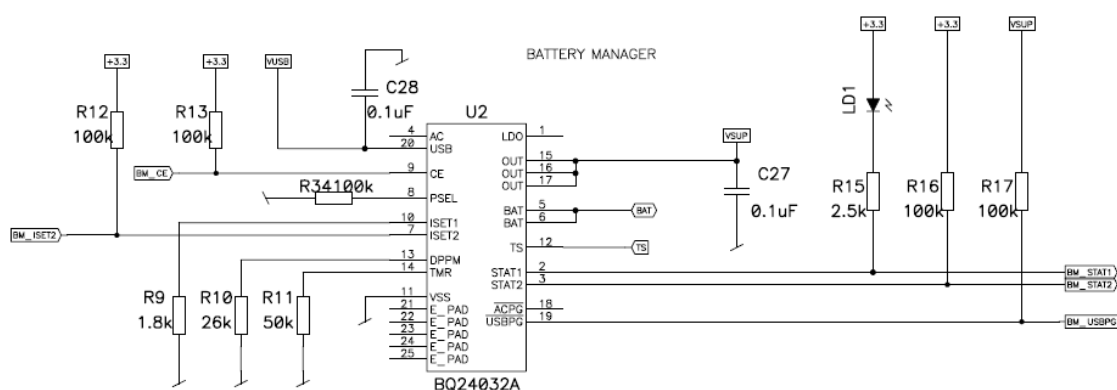 BATTERY MANAGER
+3.3
+3.3
VUSB
+3.3
+3.3
VSUP
R12
100k
R13
100k
C28
0.1uF
U2
LD1
BM_CE
BM_ISET2
R34100k
4 AC
20 USB
9 CE
8 PSEL
10 ISET1
7 ISET2
13 DPPM
14 TMR
11 VSS
21 E_PAD
22 E_PAD
23 E_PAD
24 E_PAD
25 E_PAD
LDO 1
OUT 15
OUT 16
OUT 17
BAT 5
BAT 6
TS 12
STAT1 2
STAT2 3
ACPG 18
USBPG 19
BQ24032A
VSUP
C27
0.1uF
BAT
TS
R15
2.5k
R16
100k
R17
100k
BM_STAT1
BM_STAT2
BM_USBPG
R9
1.8k
R10
26k
R11
50k